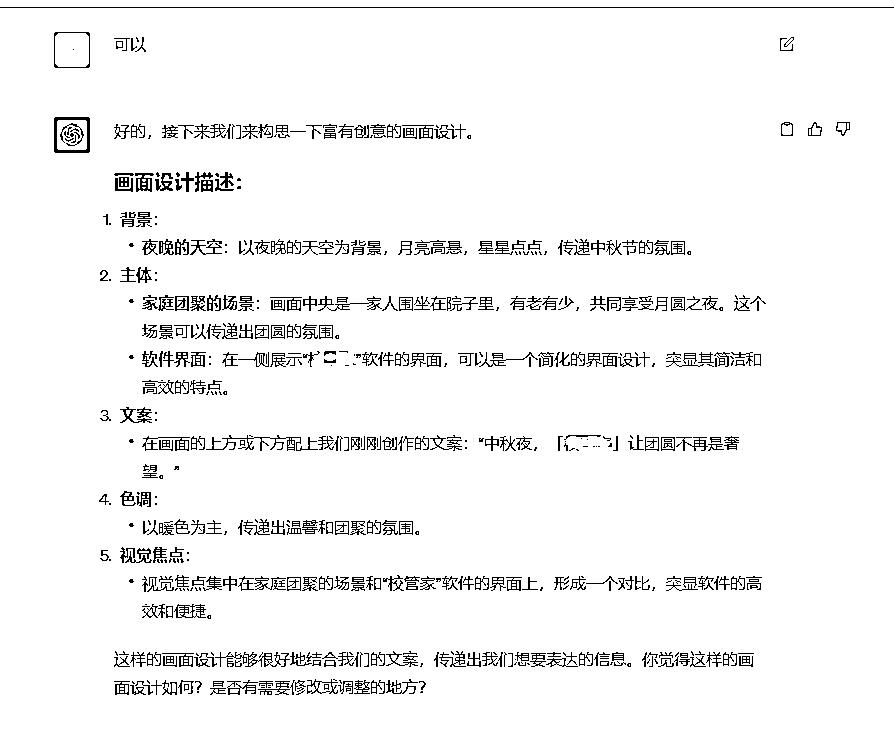 可以
好的，接下来我们来构思一下富有创意的画面设计。
画面设计描述：
1. 背景：
• 夜晚的天空：以夜晚的天空为背景，月亮高悬，星星点点，传递中秋节的氛围。
2. 主体：
• 家庭团聚的场景：画面中央是一家人围坐在院子里，有老有少，共同享受月圆之夜。这个
场景可以传递出团圆的氛围。
• 软件界面：在一侧展示“”软件的界面，可以是一个简化的界面设计，突显其简洁和
高效的特点。
3. 文案：
• 在画面的上方或下方配上我们刚刚创作的文案：“中秋夜，「」让团圆不再是奢
望。”
4. 色调：
• 以暖色为主，传递出温馨和团聚的氛围。
5. 视觉焦点：
• 视觉焦点集中在家庭团聚的场景和“校管家”软件的界面上，形成一个对比，突显软件的高
效和便捷。
这样的画面设计能够很好地结合我们的文案，传递出我们想要表达的信息。你觉得这样的画
面设计如何？是否有需要修改或调整的地方？